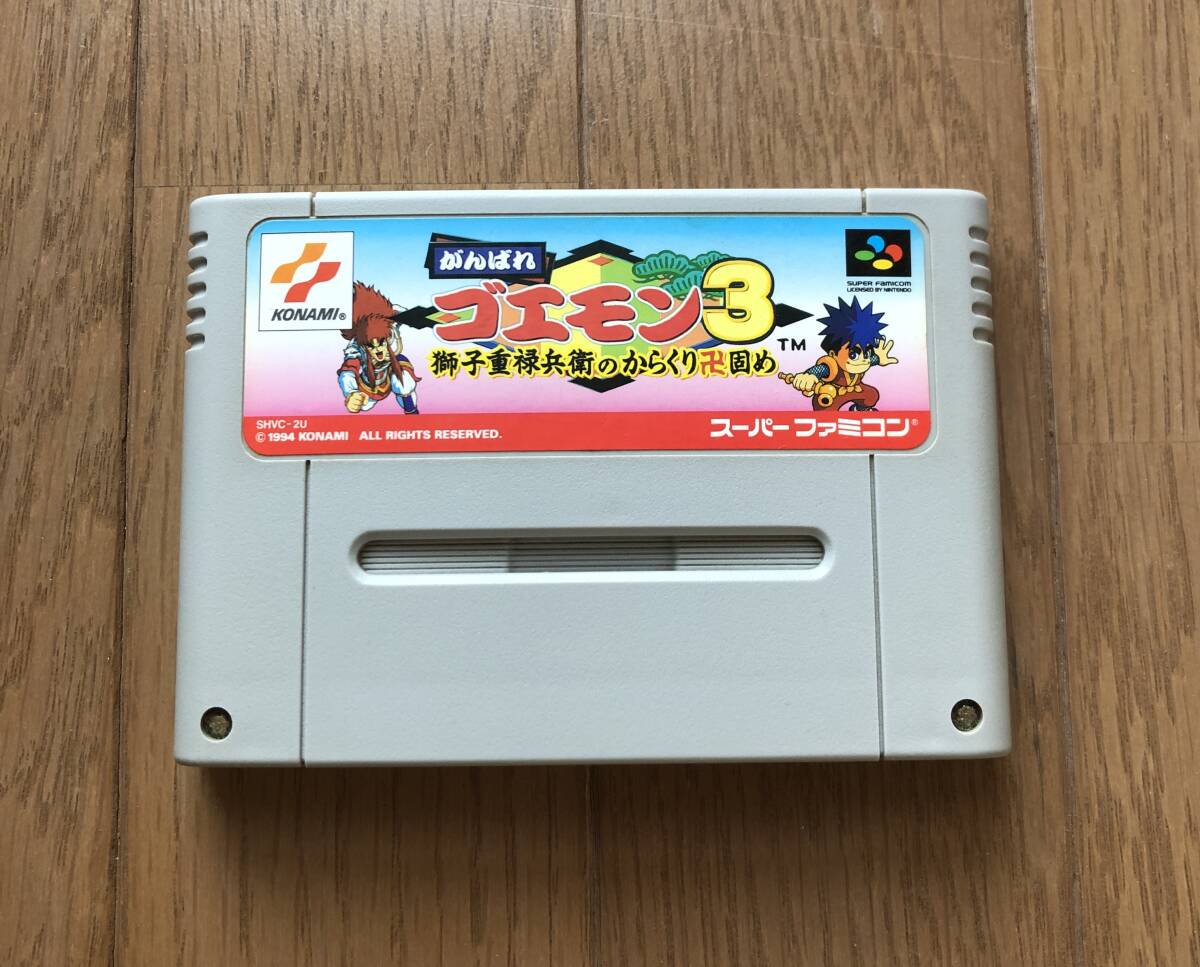 KONAMI®
がんばれ
ゴエモン3
TM
獅子重禄兵衛のからくり卍固め
SUPER FAMICOM
LICENSED BY NINTENDO
SHVC-2U
© 1994 KONAMI ALL RIGHTS RESERVED.
スーパーファミコン®